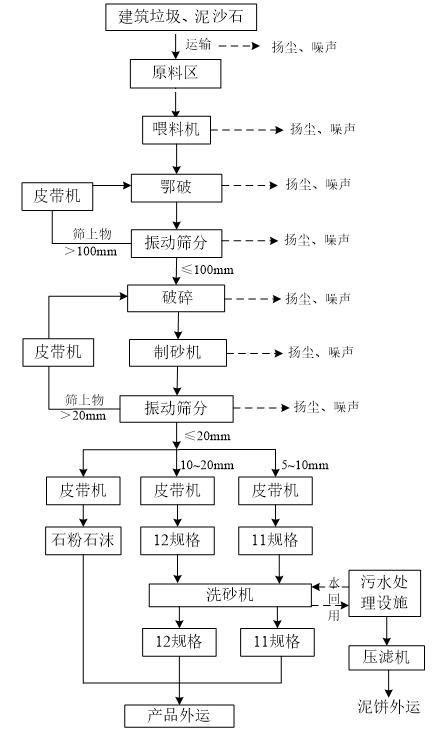 建筑垃圾、泥沙石
运输
扬尘、噪声
原料区
喂料机
扬尘、噪声
皮带机
鄂破
扬尘、噪声
筛上物
>100mm
振动筛分
扬尘、噪声
≤100mm
破碎
扬尘、噪声
皮带机
制砂机
扬尘、噪声
筛上物
>20mm
振动筛分
扬尘、噪声
≤20mm
10~20mm
5~10mm
皮带机
皮带机
皮带机
石粉石沫
12规格
11规格
洗砂机
水回用
污水处
理设施
12规格
11规格
压滤机
产品外运
泥饼外运